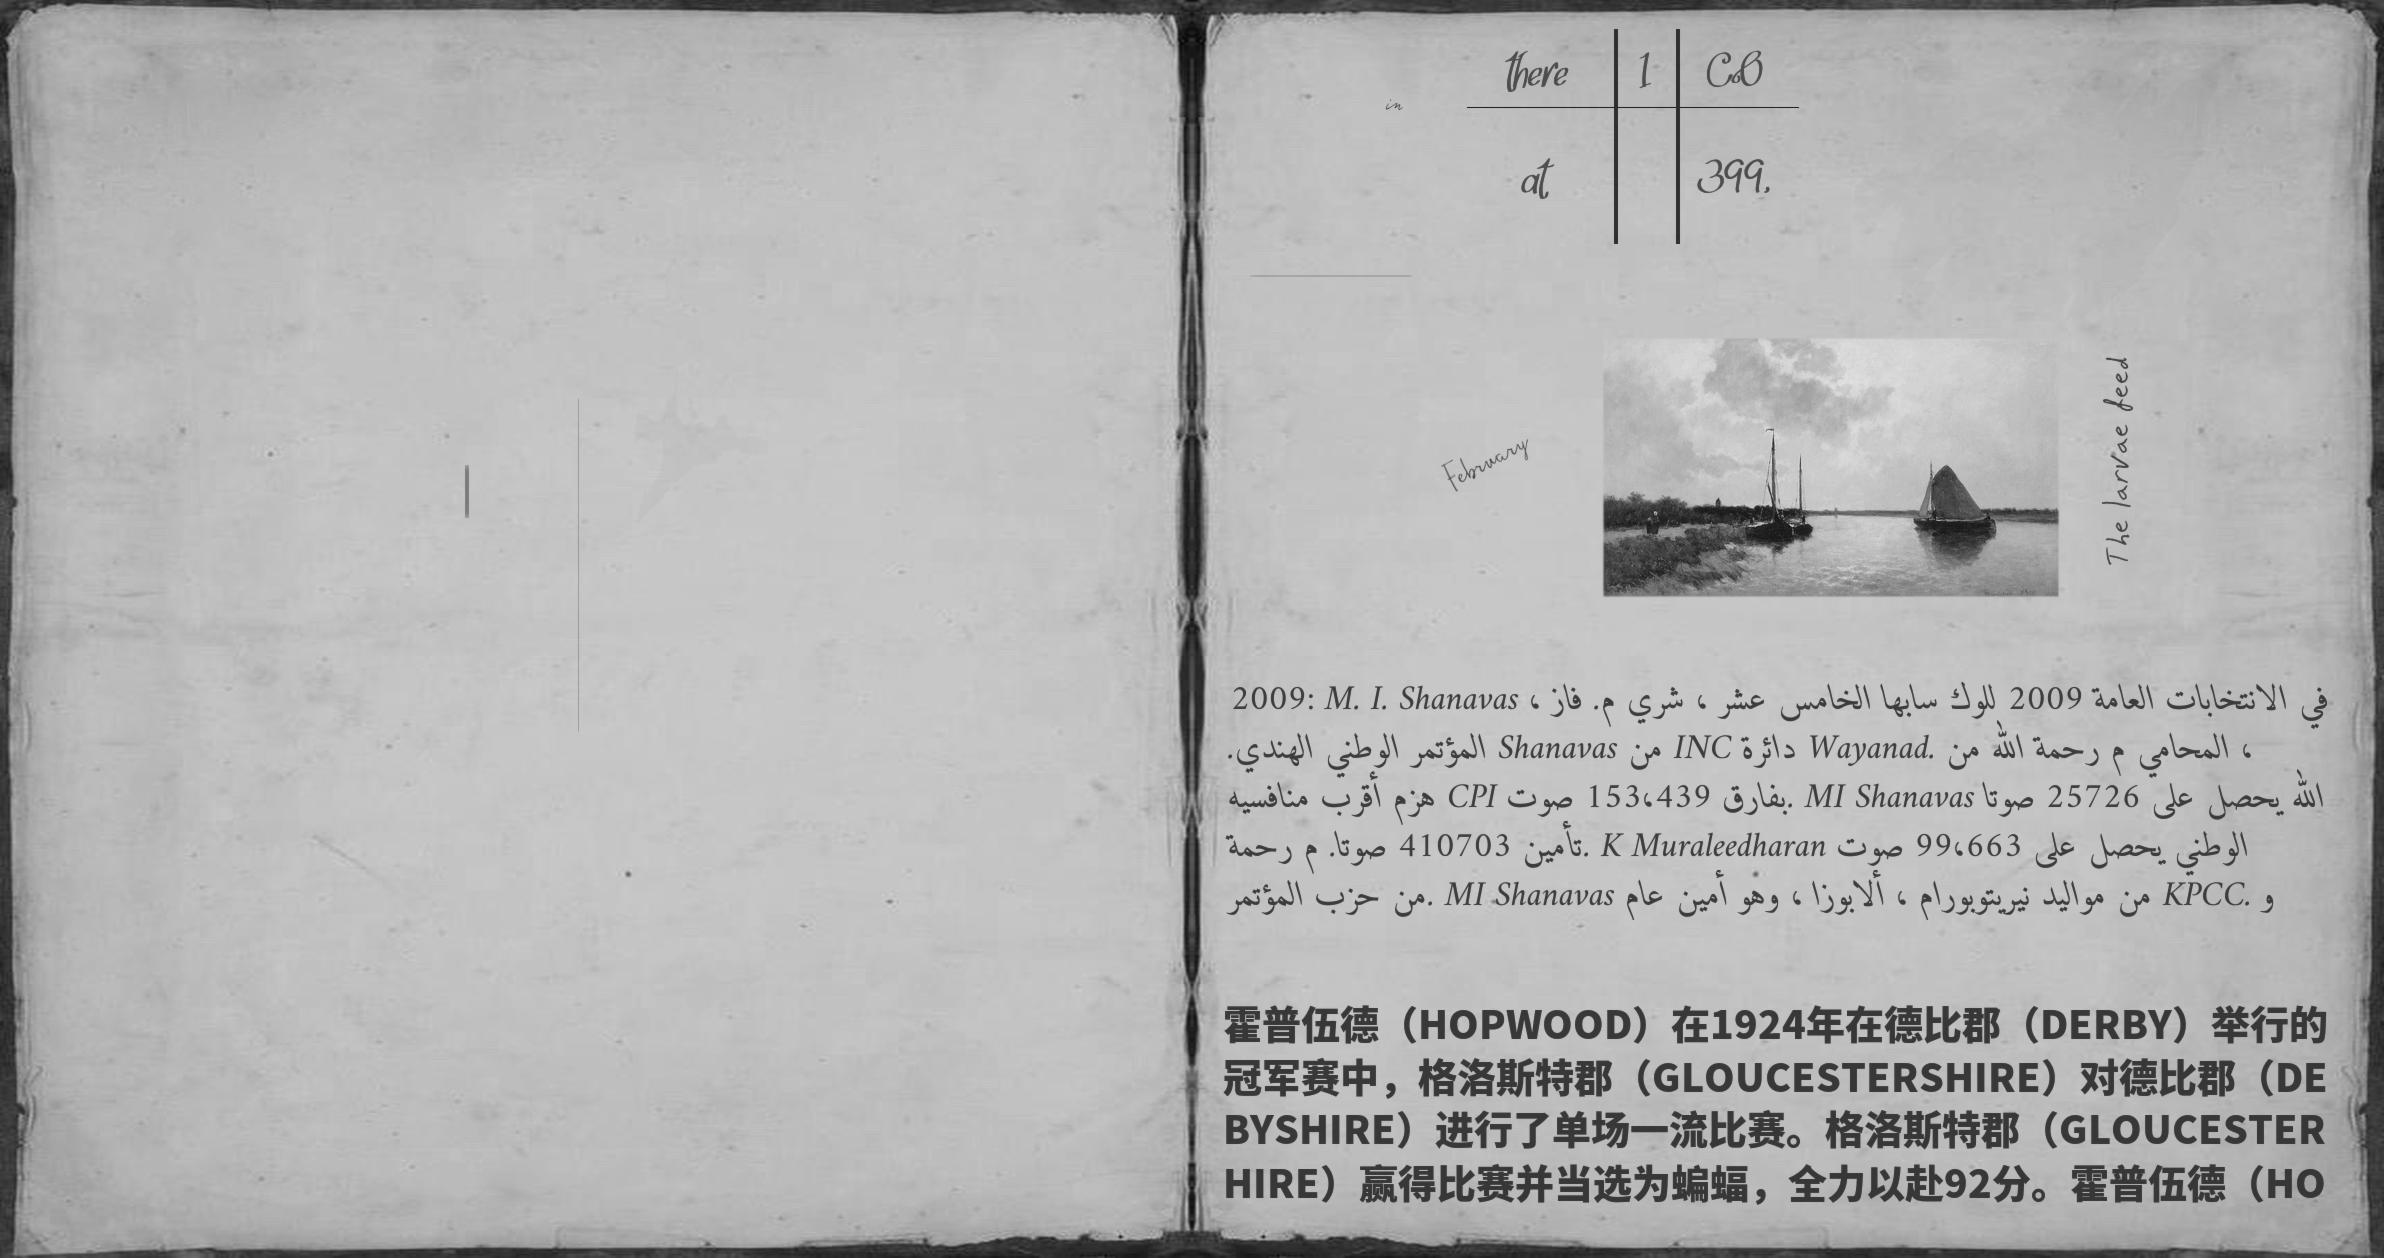 there 1 CoO
in
at 399.
February
The larvae feed
2009: M. I. Shanavas في الانتخابات العامة 2009 للوك سابها الخامس عشر ، شري م. فاز ،
، المحامي م رحمة الله من Wayanad. دائرة INC من Shanavas المؤتمر الوطني الهندي.
الله يحصل على 25726 صوتا MI Shanavas .بفارق 153،439 صوت CPI هزم أقرب منافسيه
الوطني يحصل على 99،663 صوت K Muraleedharan .تأمين 410703 صوتا. م رحمة
و .KPCC من مواليد نيريتوبورام ، ألابوزا ، وهو أمين عام MI Shanavas .من حزب المؤتمر
霍普伍德（HOPWOOD）在1924年在德比郡（DERBY）举行的
冠军赛中，格洛斯特郡（GLOUCESTERSHIRE）对德比郡（DE
BYSHIRE）进行了单场一流比赛。格洛斯特郡（GLOUCESTER
HIRE）赢得比赛并当选为蝙蝠，全力以赴92分。霍普伍德（HO